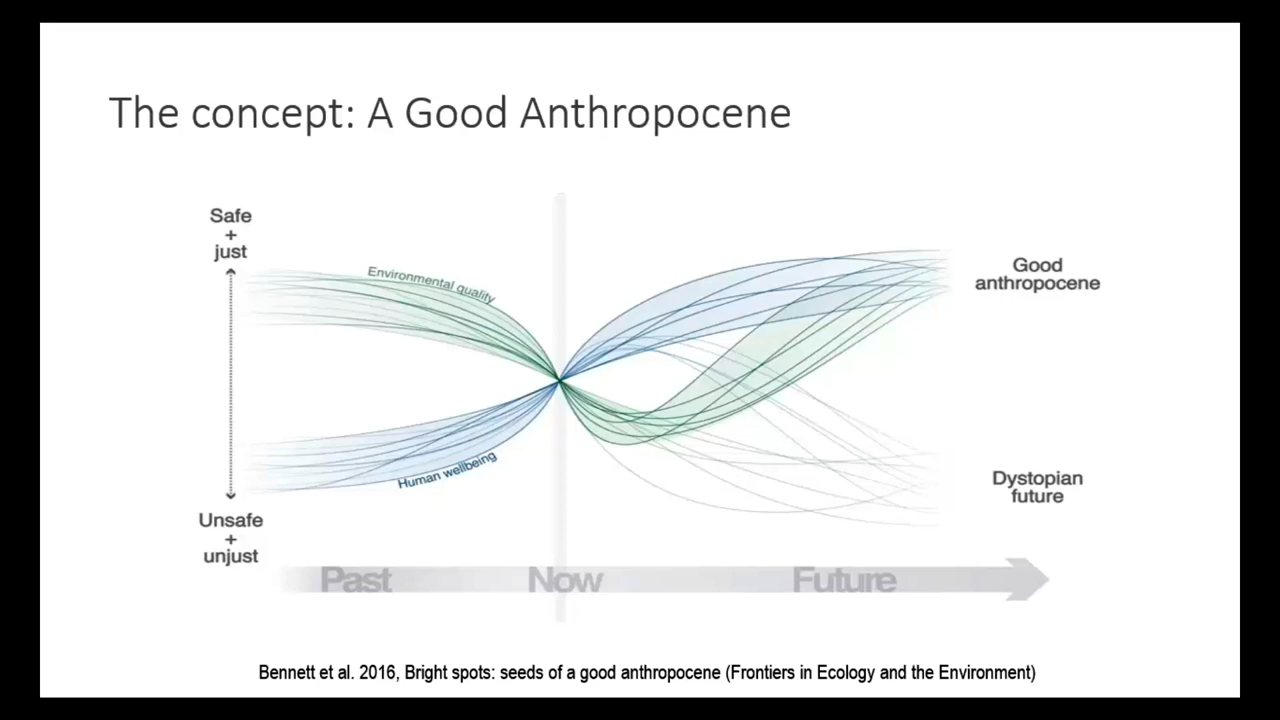 The concept: A Good Anthropocene
Safe
+
just
Environmental quality
Good
anthropocene
Human wellbeing
Dystopian
future
Unsafe
+
unjust
Past
Now
Future
Bennett et al. 2016, Bright spots: seeds of a good anthropocene (Frontiers in Ecology and the Environment)